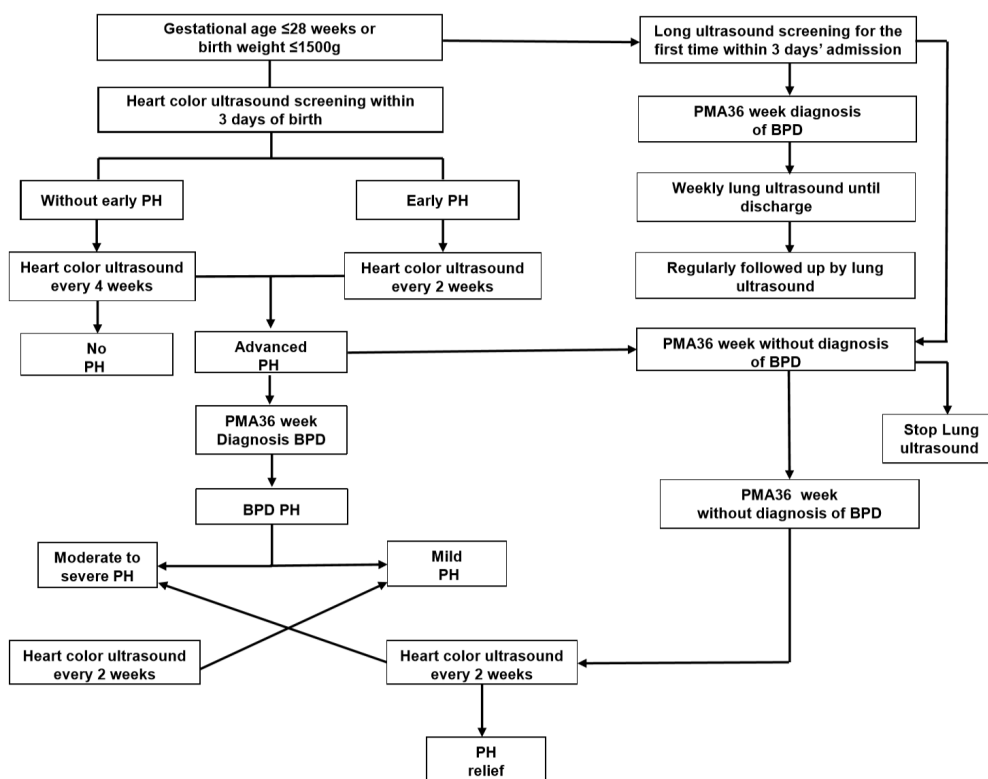 Gestational age ≤28 weeks or
birth weight ≤1500g
Long ultrasound screening for the
first time within 3 days' admission
Heart color ultrasound screening within
3 days of birth
PMA36 week diagnosis
of BPD
Without early PH
Early PH
Weekly lung ultrasound until
discharge
Heart color ultrasound
every 4 weeks
Heart color ultrasound
every 2 weeks
Regularly followed up by lung
ultrasound
No
PH
Advanced
PH
PMA36 week without diagnosis
of BPD
PMA36 week
Diagnosis BPD
Stop Lung
ultrasound
BPD PH
PMA36 week
without diagnosis of BPD
Moderate to
severe PH
Mild
PH
Heart color ultrasound
every 2 weeks
Heart color ultrasound
every 2 weeks
PH
relief